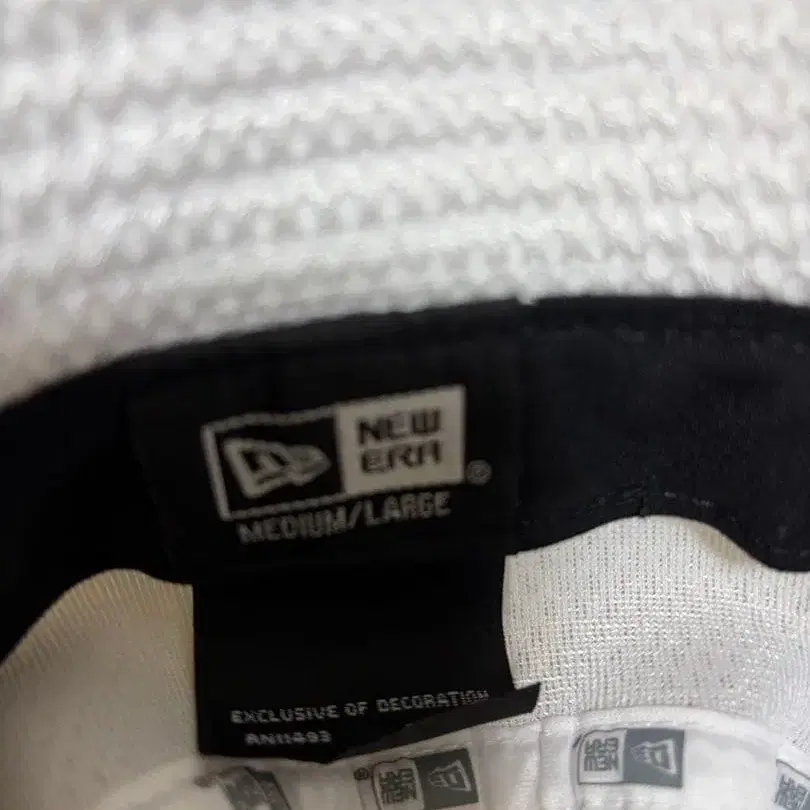 NEW
ERA
®
MEDIUM/LARGE
EXCLUSIVE OF DECORATION
RN11493